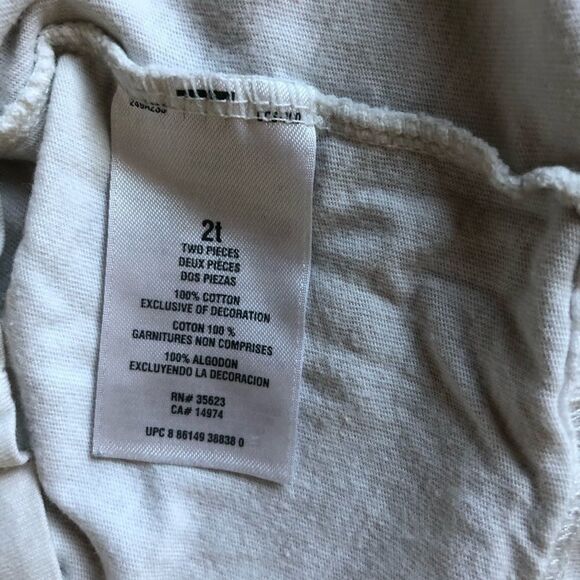 2t
TWO PIECES
DEUX PIÈCES
DOS PIEZAS
100% COTTON
EXCLUSIVE OF DECORATION
COTON 100 %
GARNITURES NON COMPRISES
100% ALGODON
EXCLUYENDO LA DECORACION
RN# 35623
CA# 14974
UPC 8 86149 38838 0